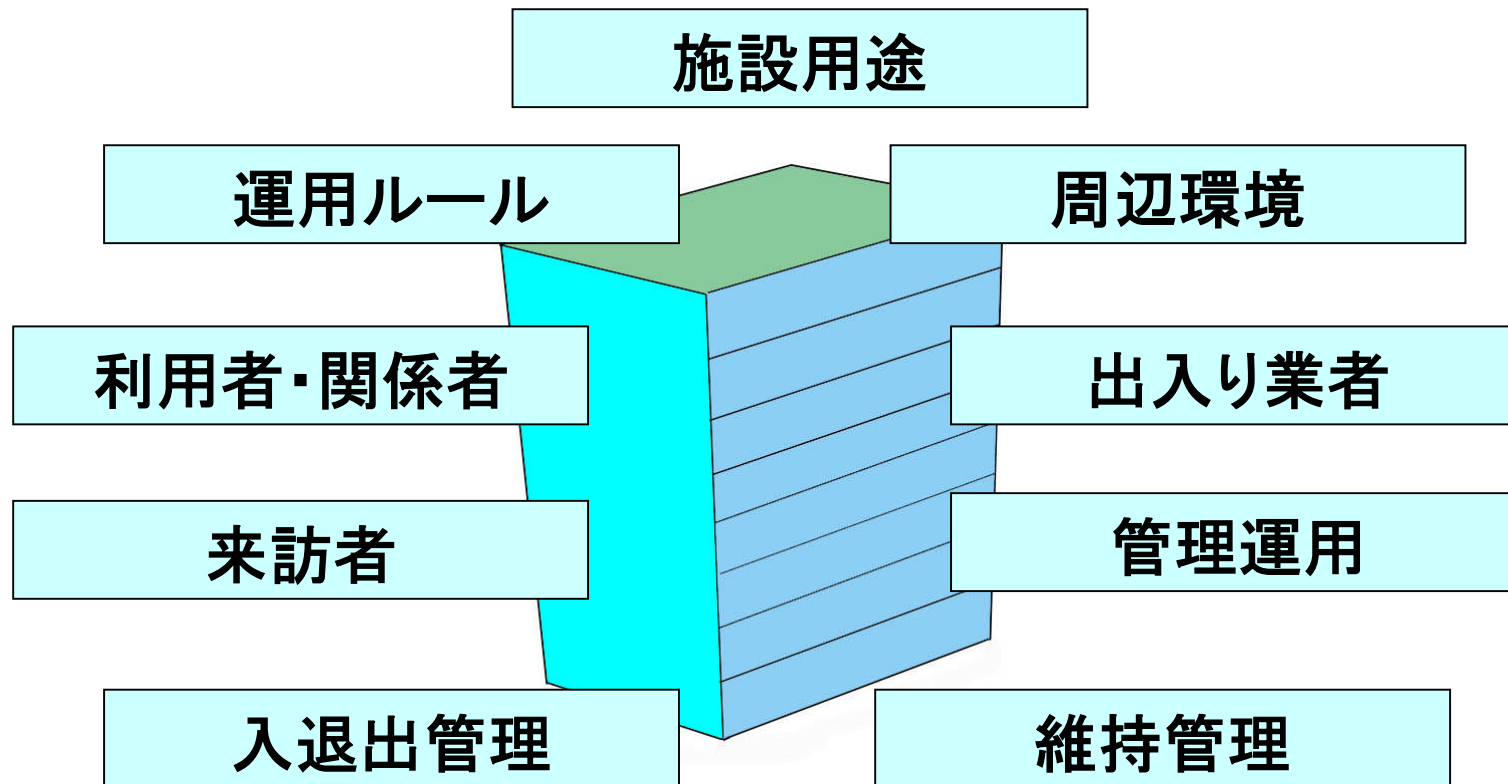 施設用途
運用ルール
周辺環境
利用者・関係者
出入り業者
来訪者
管理運用
入退出管理
維持管理